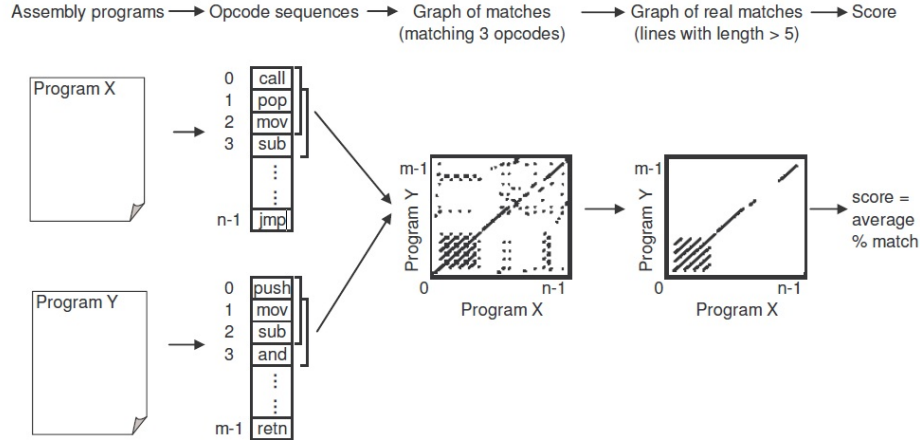 Assembly programs → Opcode sequences → Graph of matches → Graph of real matches → Score
(matching 3 opcodes) (lines with length > 5)
Program X
0 call
1 pop
2 mov
3 sub
⋮
⋮
n-1 jmp
Program Y
0 push
1 mov
2 sub
3 and
⋮
⋮
m-1 retn
m-1
Program Y
0 n-1
Program X
m-1
Program Y
0 n-1
Program X
score =
average
% match